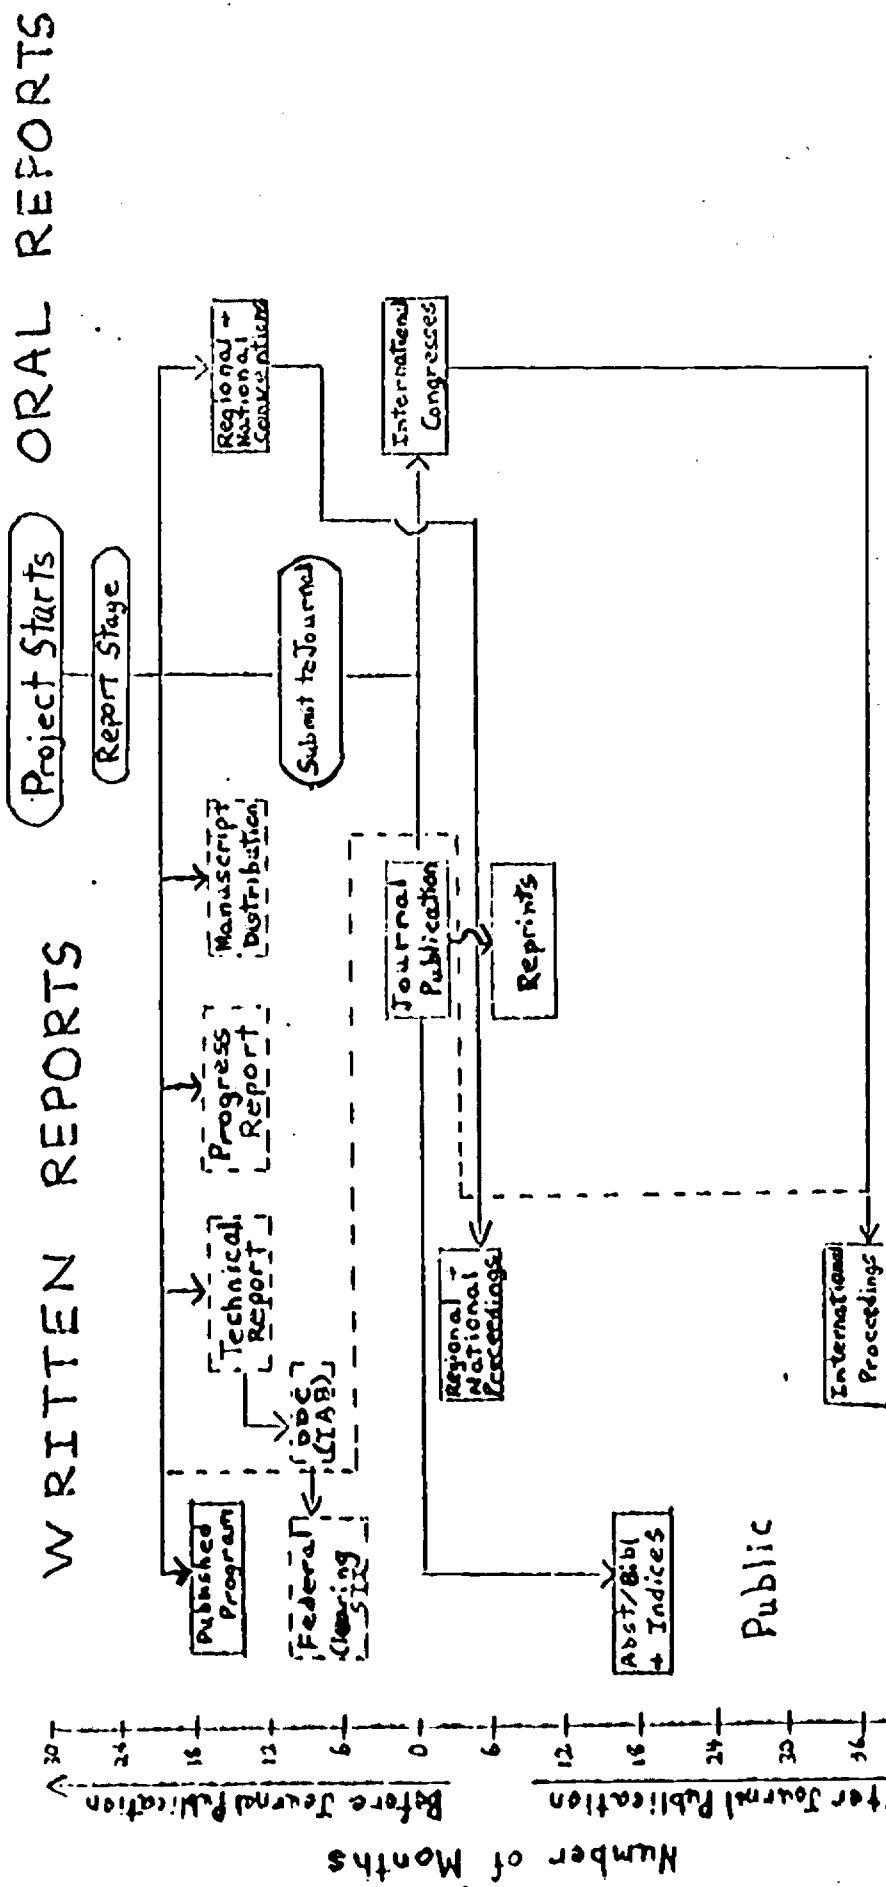 WRITTEN REPORTS
ORAL REPORTS
Project Starts
Report Stage
Published
Program
Technical
Report
Progress
Report
Manuscript
Distribution
Regional +
National
Convention
Submit to Journal
DDC
(TAB)
Federal
Clearing
Journal
Publication
International
Congresses
Reprints
Regional +
National
Proceedings
Abst/Bibl
+ Indices
International
Proceedings
Public
30
24
18
12
6
0
6
12
18
24
30
36
Before Journal Publication
fter Journal Publication
Number of Months